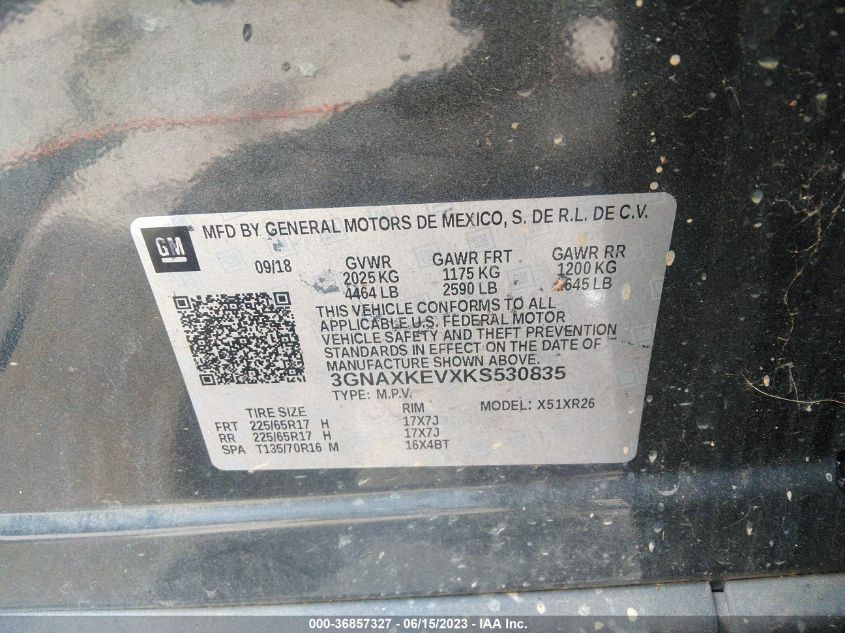 GM
MFD BY GENERAL MOTORS DE MEXICO, S. DE R.L. DE C.V.
09/18 GVWR GAWR FRT GAWR RR
2025 KG 1175 KG 1200 KG
4464 LB 2590 LB 645 LB
THIS VEHICLE CONFORMS TO ALL
APPLICABLE U.S. FEDERAL MOTOR
VEHICLE SAFETY AND THEFT PREVENTION
STANDARDS IN EFFECT ON THE DATE OF
MANUFACTURE SHOWN ABOVE.
3GNAXKEVXKS530835
TYPE: M.P.V. MODEL: X51XR26
TIRE SIZE RIM
FRT 225/65R17 H 17X7J
RR 225/65R17 H 17X7J
SPA T135/70R16 M 16X4BT
000-36857327 - 06/15/2023 - IAA Inc.